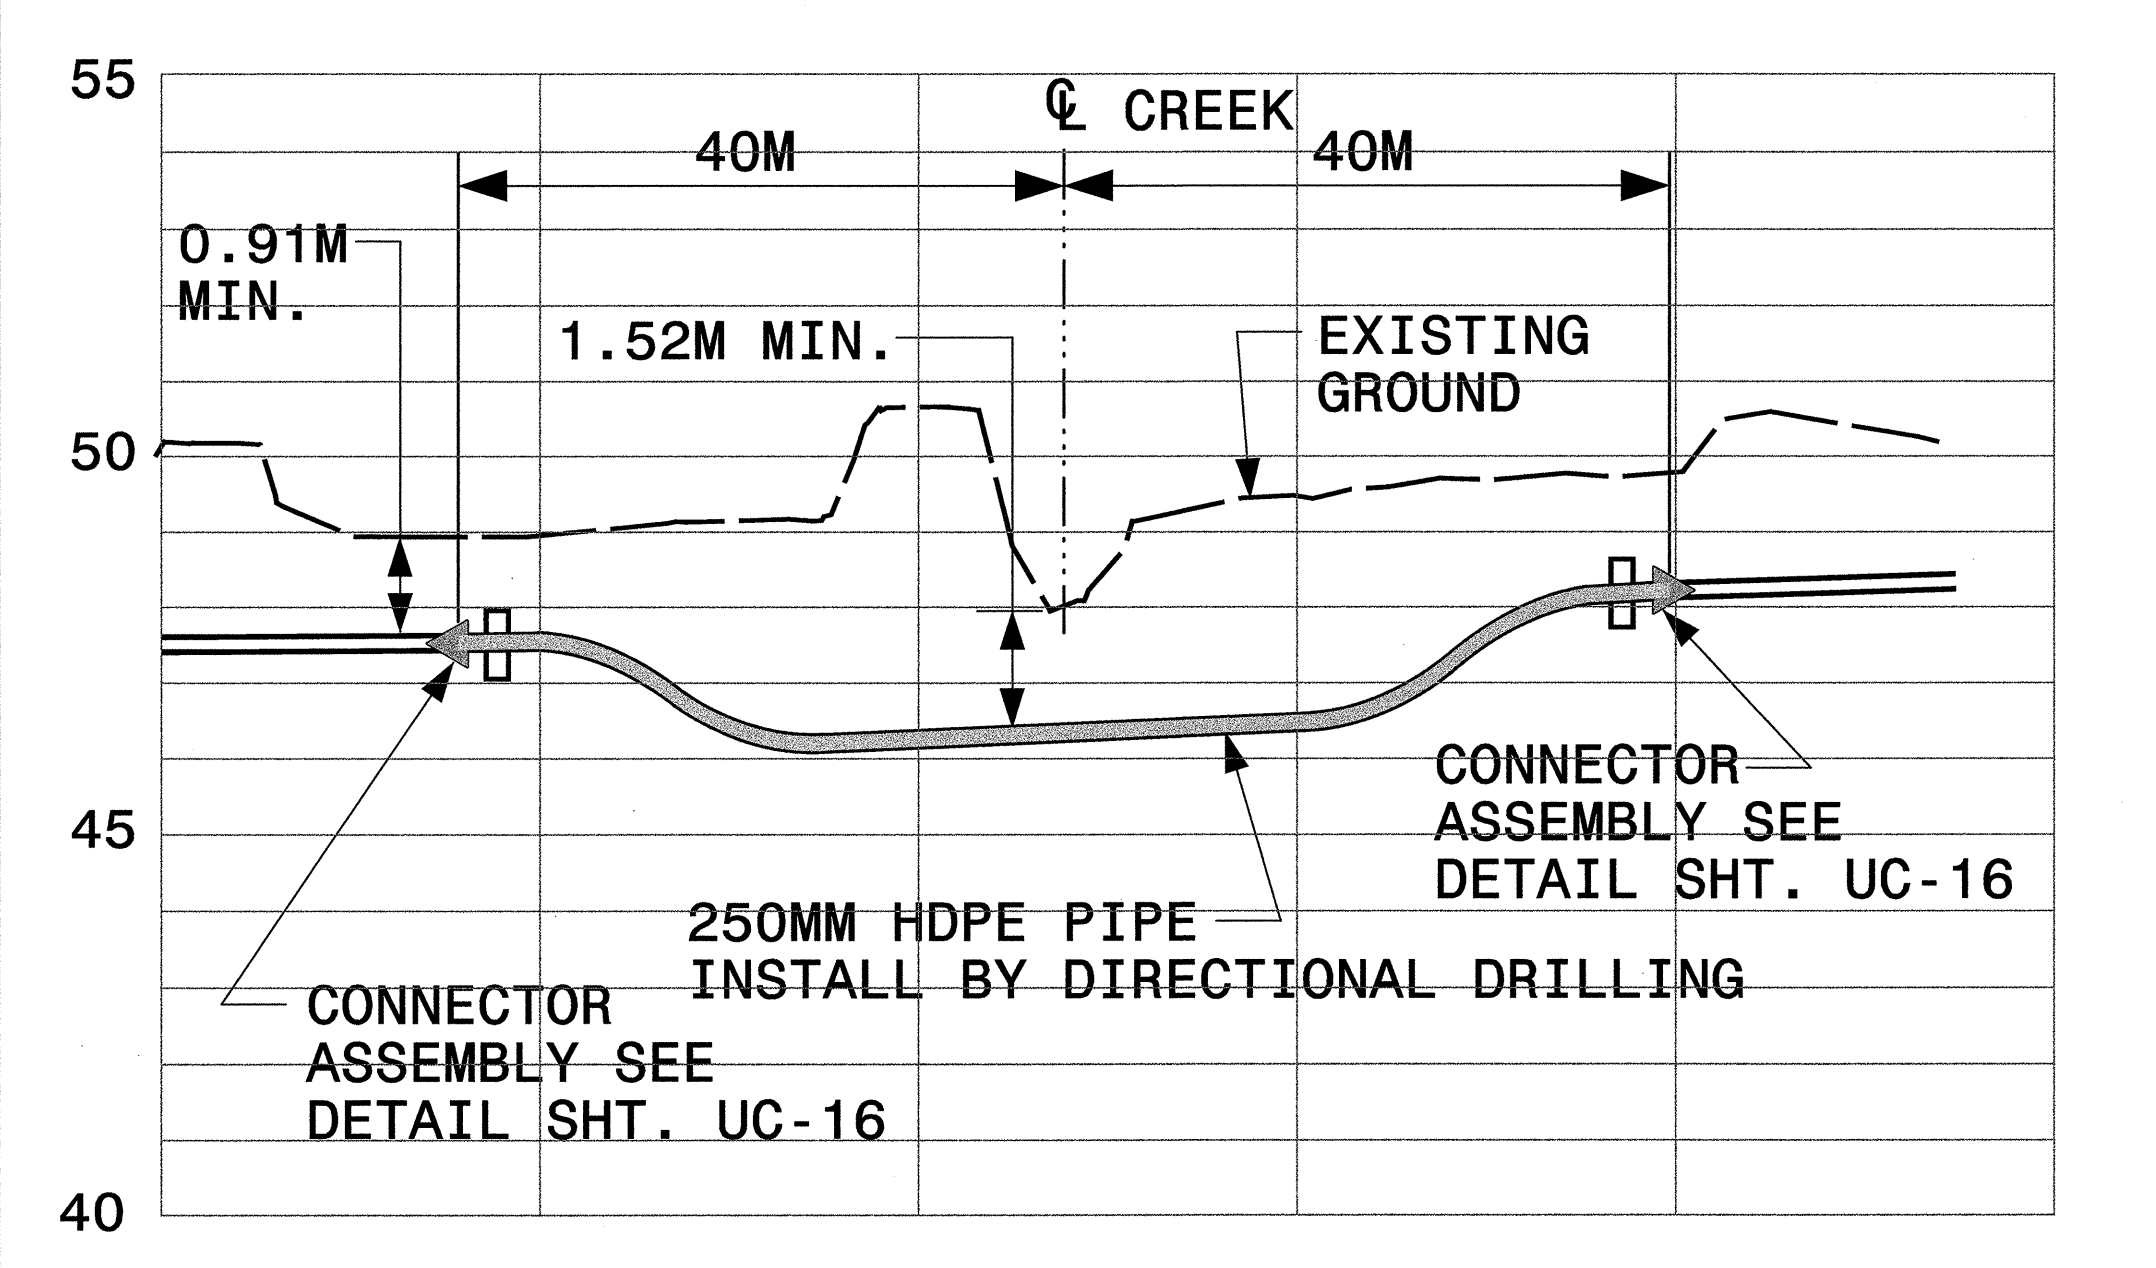 55
℄ CREEK
40M
40M
0.91M
MIN.
1.52M MIN.
EXISTING
GROUND
50
CONNECTOR
ASSEMBLY SEE
DETAIL SHT. UC-16
45
250MM HDPE PIPE
INSTALL BY DIRECTIONAL DRILLING
CONNECTOR
ASSEMBLY SEE
DETAIL SHT. UC-16
40